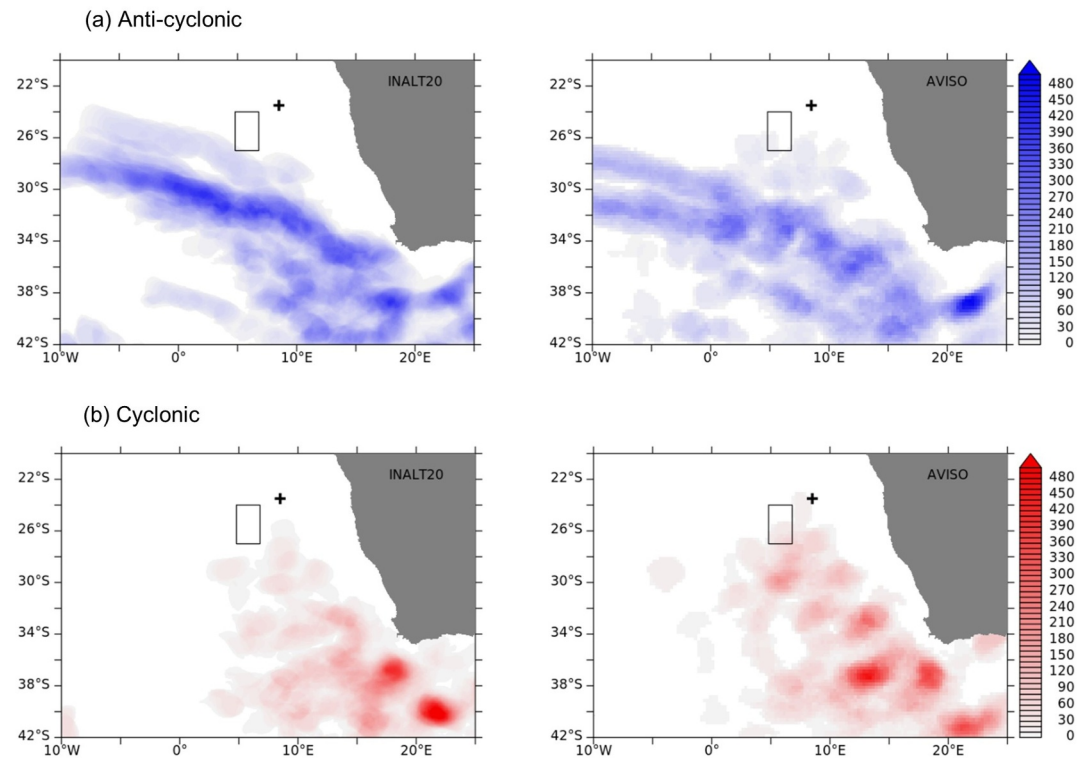 (a) Anti-cyclonic
INALT20
AVISO
22°S
26°S
30°S
34°S
38°S
42°S
10°W
0°
10°E
20°E
22°S
26°S
30°S
34°S
38°S
42°S
10°W
0°
10°E
20°E
480
450
420
390
360
330
300
270
240
210
180
150
120
90
60
30
0
(b) Cyclonic
INALT20
AVISO
22°S
26°S
30°S
34°S
38°S
42°S
10°W
0°
10°E
20°E
22°S
26°S
30°S
34°S
38°S
42°S
10°W
0°
10°E
20°E
480
450
420
390
360
330
300
270
240
210
180
150
120
90
60
30
0